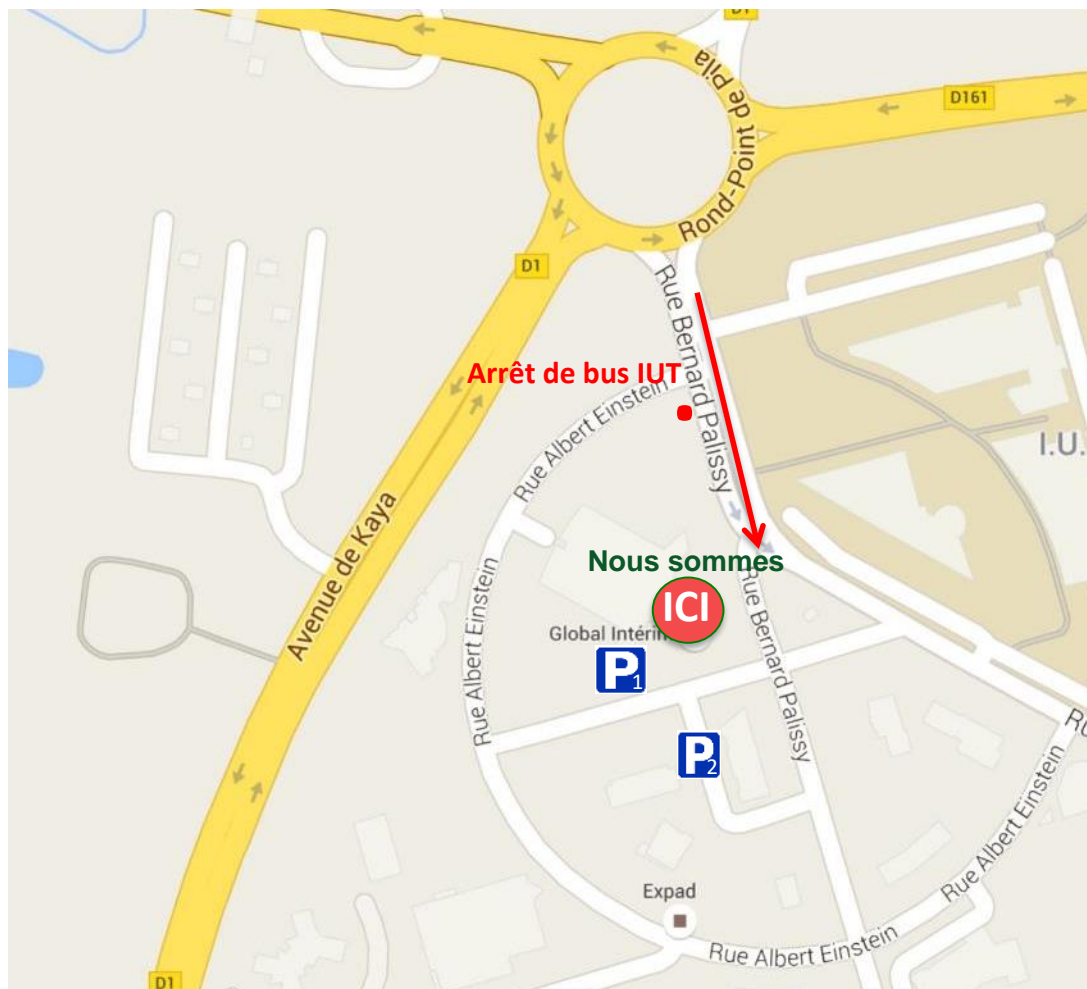 D1
Rond-Point de Pila
D161
D1
Rue Bernard Palissy
Arrêt de bus IUT
Rue Albert Einstein
I.U.
Avenue de Kaya
Nous sommes
ICI
Global Intérim
Rue Albert Einstein
Rue Bernard Palissy
P1
P2
Rue Albert Einstein
Expad
Rue Albert Einstein
D1